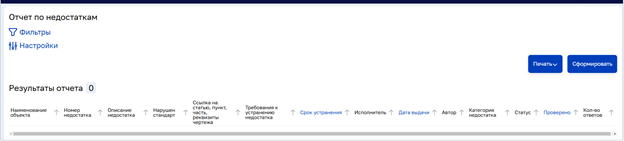 Отчет по недостаткам
Фильтры
Настройки
Печать
Сформировать
Результаты отчета 0
Наименование объекта
Номер недостатка
Описание недостатка
Нарушен стандарт
Ссылка на статью, пункт, часть, реквизиты чертежа
Требования к устранению недостатка
Срок устранения
Исполнитель
Дата выдачи
Автор
Категория недостатка
Статус
Проверено
Кол-во ответов